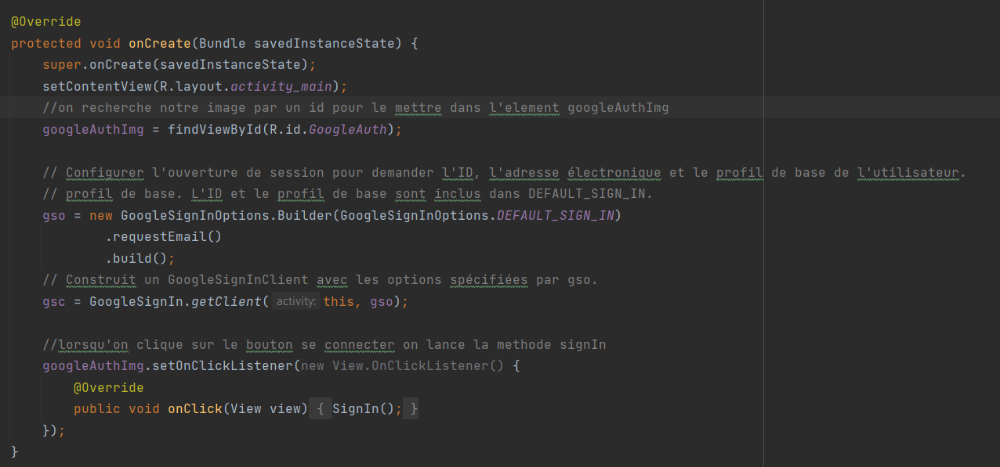 @Override
protected void onCreate(Bundle savedInstanceState) {
super.onCreate(savedInstanceState);
setContentView(R.layout.activity_main);
//on recherche notre image par un id pour le mettre dans l'element googleAuthImg
googleAuthImg = findViewById(R.id.GoogleAuth);
// Configurer l'ouverture de session pour demander l'ID, l'adresse électronique et le profil de base de l'utilisateur.
// profil de base. L'ID et le profil de base sont inclus dans DEFAULT_SIGN_IN.
gso = new GoogleSignInOptions.Builder(GoogleSignInOptions.DEFAULT_SIGN_IN)
.requestEmail()
.build();
// Construit un GoogleSignInClient avec les options spécifiées par gso.
gsc = GoogleSignIn.getClient( activity: this, gso);
//lorsqu'on clique sur le bouton se connecter on lance la methode signIn
googleAuthImg.setOnClickListener(new View.OnClickListener() {
@Override
public void onClick(View view) { SignIn(); }
});
}